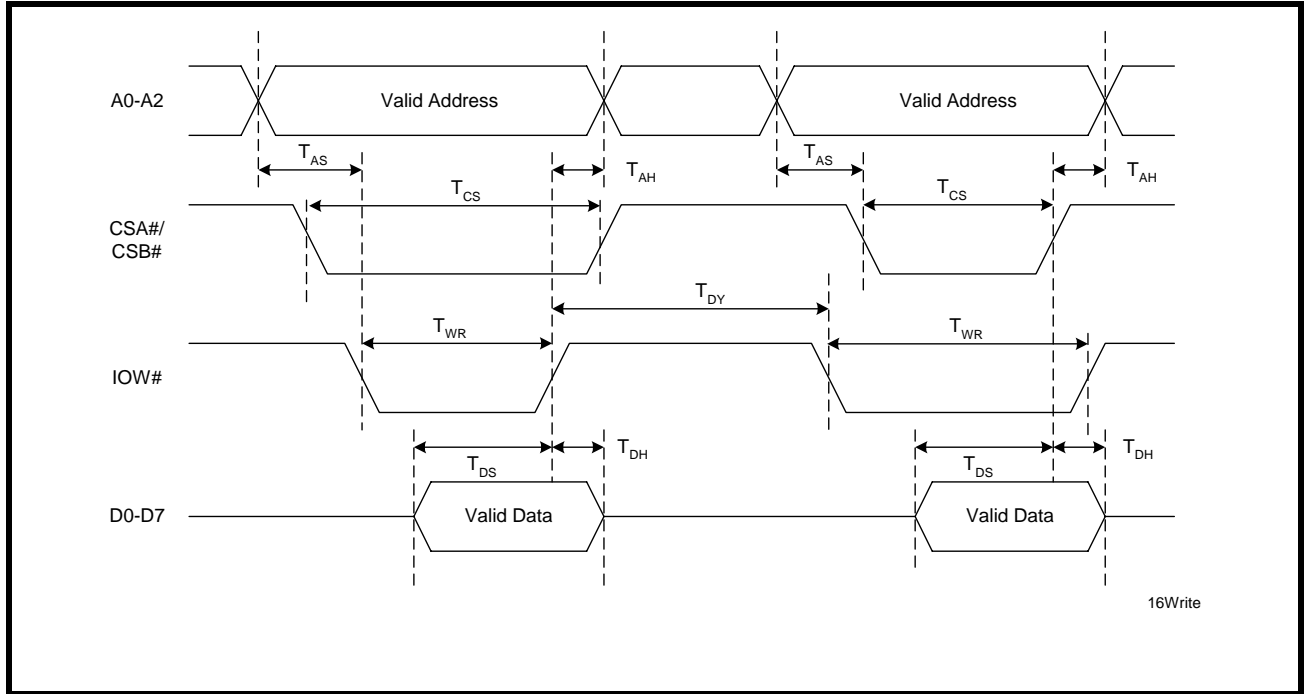 A0-A2
Valid Address
Valid Address
TAS
TAH
TAS
TAH
TCS
TCS
CSA#/
CSB#
TDY
TWR
TWR
IOW#
TDS
TDH
TDS
TDH
D0-D7
Valid Data
Valid Data
16Write